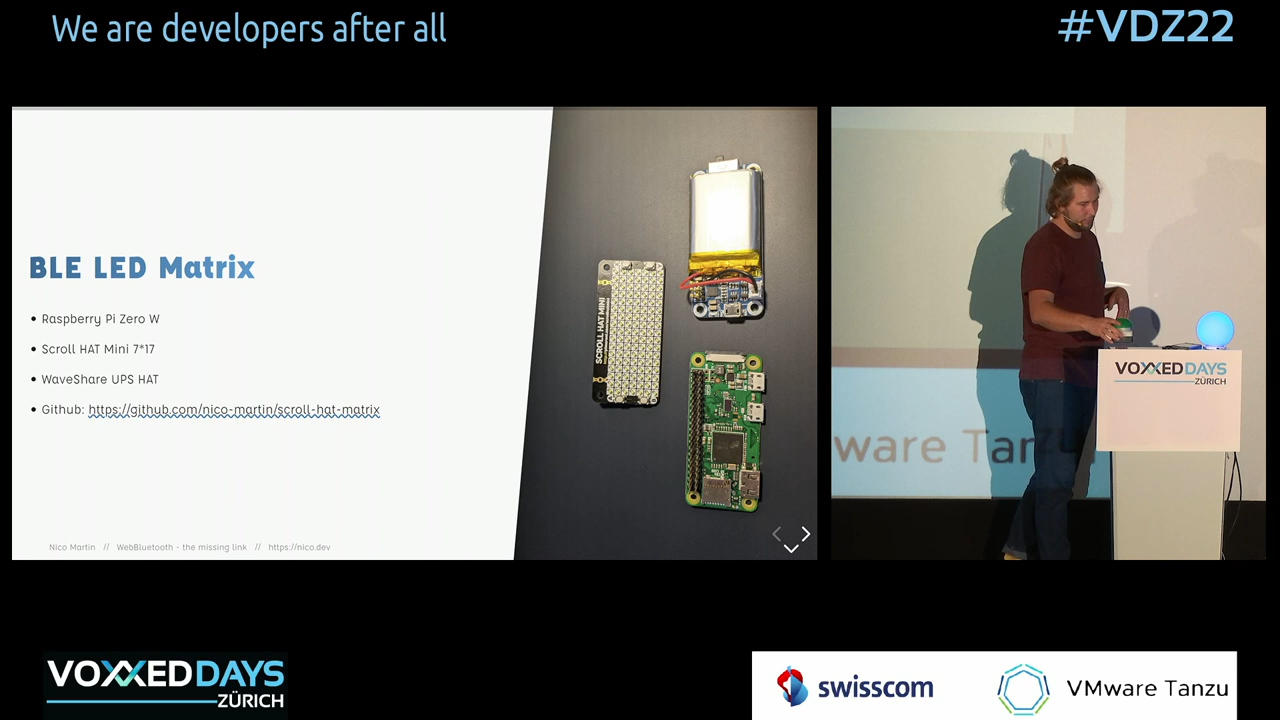 We are developers after all
#VDZ22
BLE LED Matrix
• Raspberry Pi Zero W
• Scroll HAT Mini 7*17
• WaveShare UPS HAT
• Github: https://github.com/nico-martin/scroll-hat-matrix
SCROLL HAT MINI
Nico Martin // WebBluetooth - the missing link // https://nico.dev
VOXXED DAYS
ZÜRICH
ware Tanzu
VOXXED DAYS
ZÜRICH
swisscom
VMware Tanzu